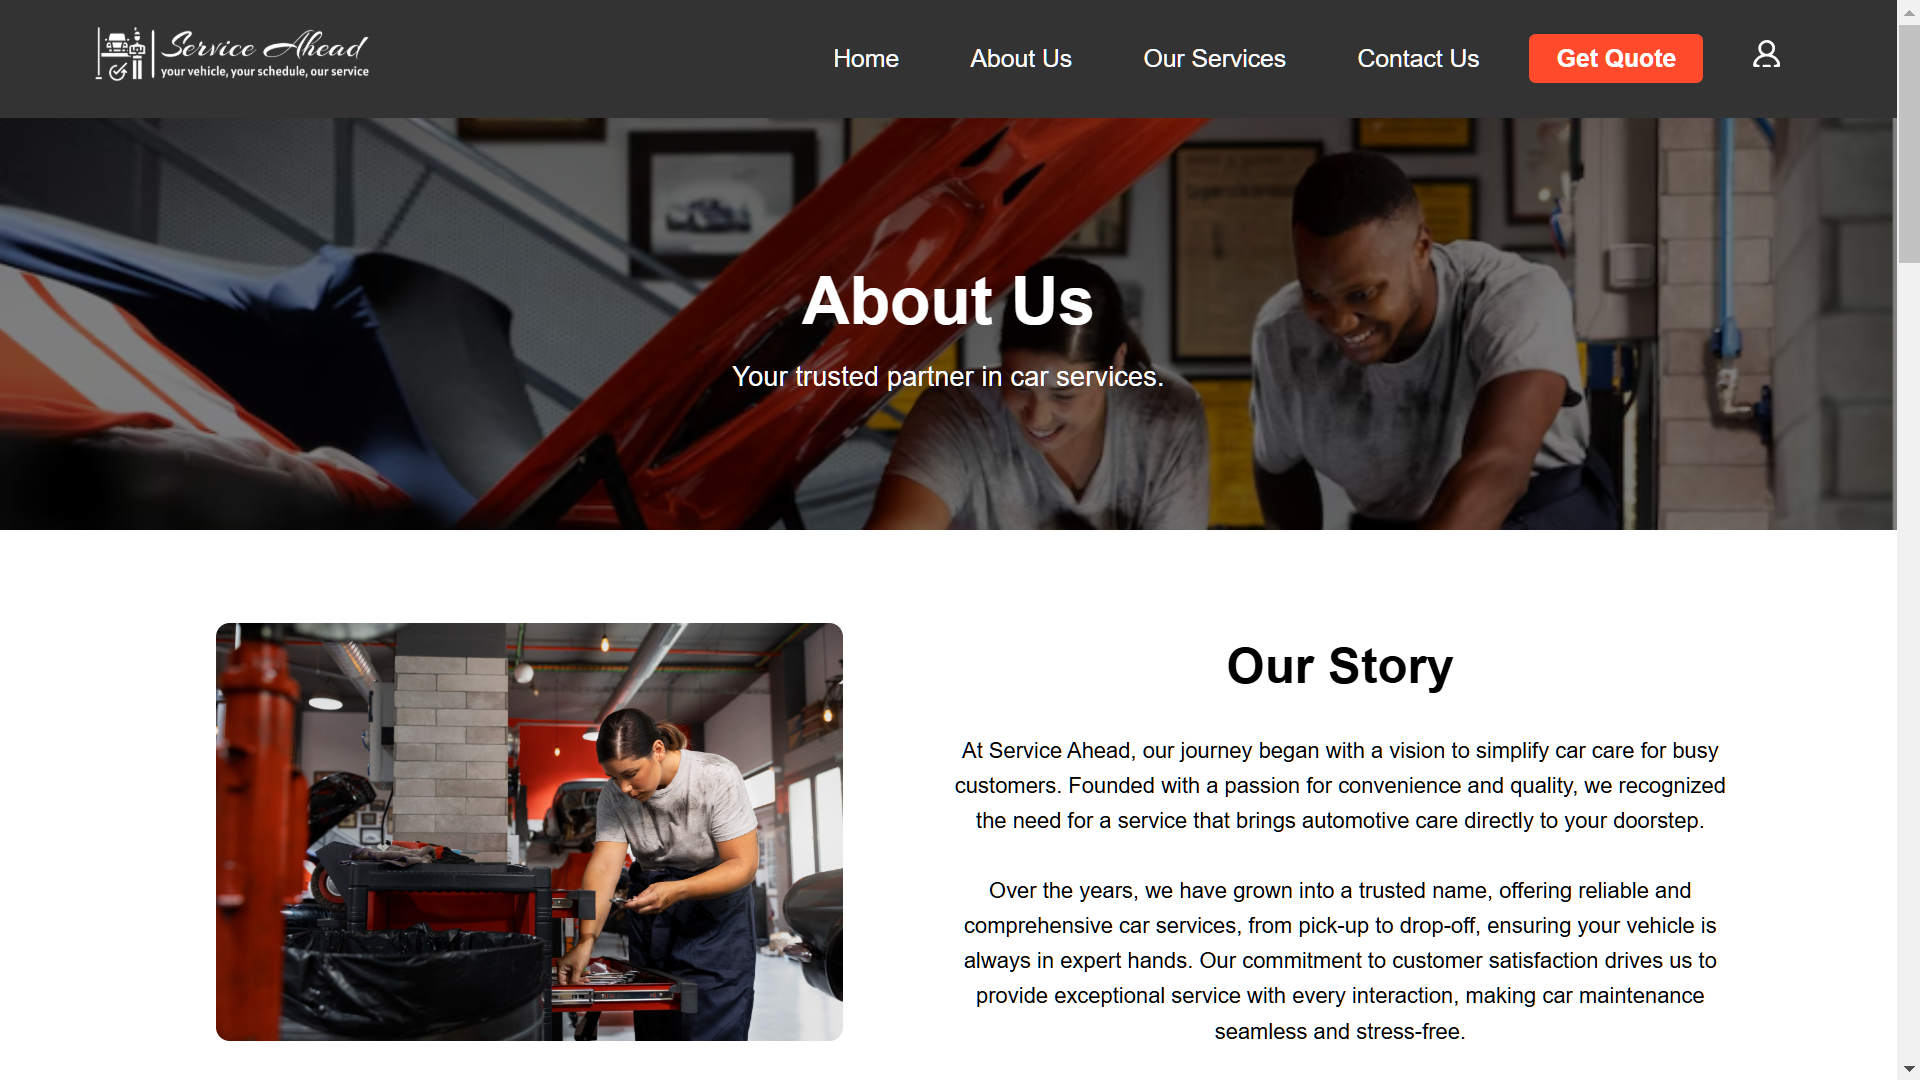 Service Ahead
your vehicle, your schedule, our service
Home
About Us
Our Services
Contact Us
Get Quote
About Us
Your trusted partner in car services.
Our Story
At Service Ahead, our journey began with a vision to simplify car care for busy
customers. Founded with a passion for convenience and quality, we recognized
the need for a service that brings automotive care directly to your doorstep.
Over the years, we have grown into a trusted name, offering reliable and
comprehensive car services, from pick-up to drop-off, ensuring your vehicle is
always in expert hands. Our commitment to customer satisfaction drives us to
provide exceptional service with every interaction, making car maintenance
seamless and stress-free.